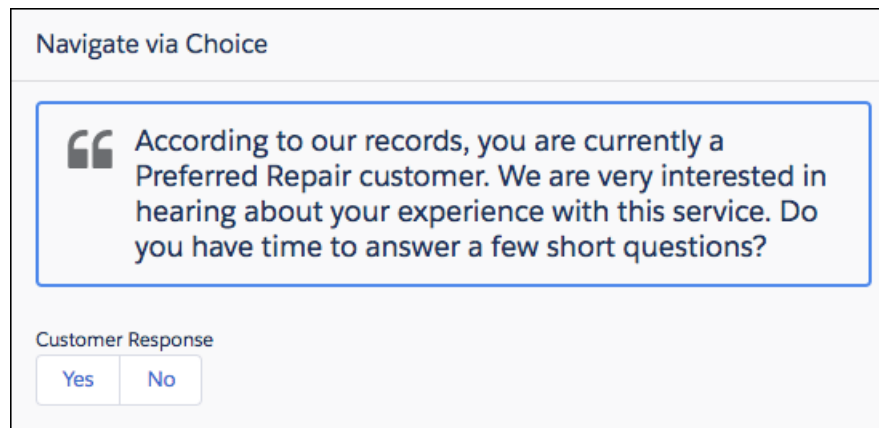 Navigate via Choice
According to our records, you are currently a
Preferred Repair customer. We are very interested in
hearing about your experience with this service. Do
you have time to answer a few short questions?
Customer Response
Yes No